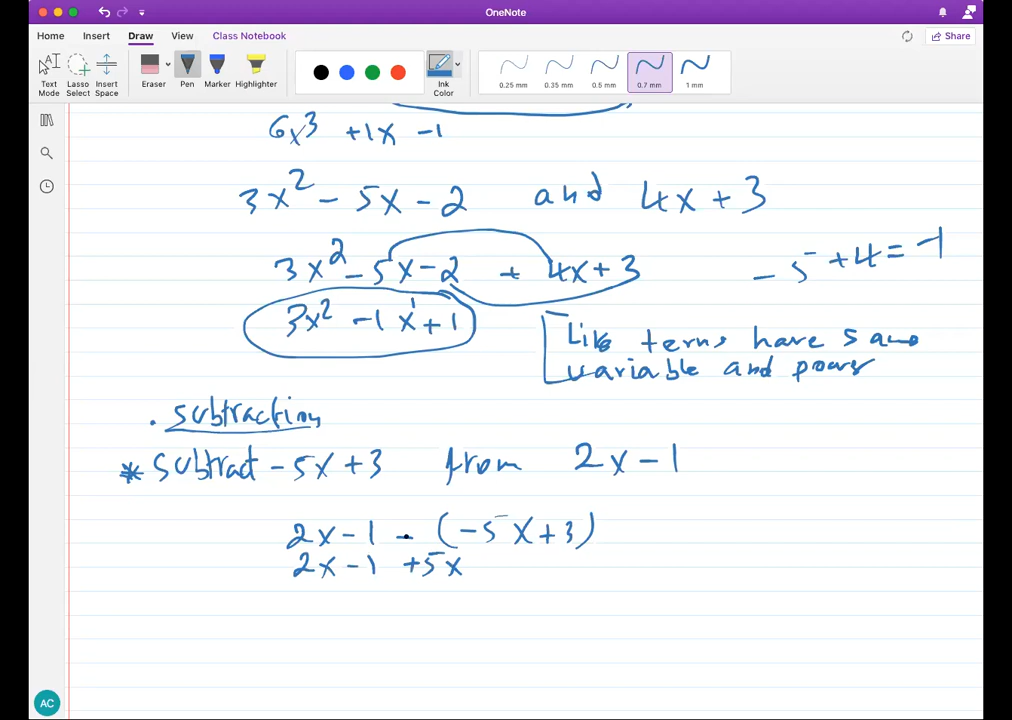 OneNote
Home Insert Draw View Class Notebook
Share
Text Mode
Lasso Select
Insert Space
Eraser
Pen
Marker
Highlighter
Ink Color
0.25 mm
0.35 mm
0.5 mm
0.7 mm
1 mm
6x³ +1x -1
3x² - 5x - 2 and 4x + 3
3x² - 5x - 2 + 4x + 3
- 5 + 4 = -1
3x² -1x¹ + 1
Like terms have same
variable and power
. subtraction
* subtract -5x + 3 from 2x - 1
2x - 1 - (-5x + 3)
2x - 1 +5x
AC